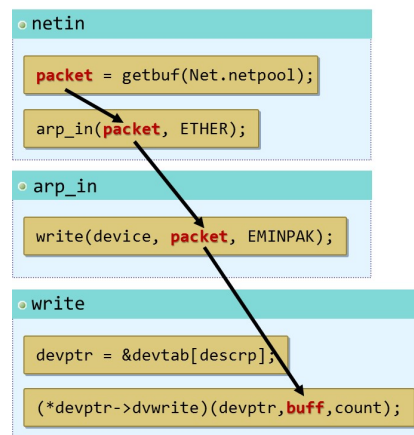 netin
packet = getbuf(Net.netpool);
arp_in(packet, ETHER);
arp_in
write(device, packet, EMINPAK);
write
devptr = &devtab[descrp];
(*devptr->dvwrite)(devptr,buff,count);